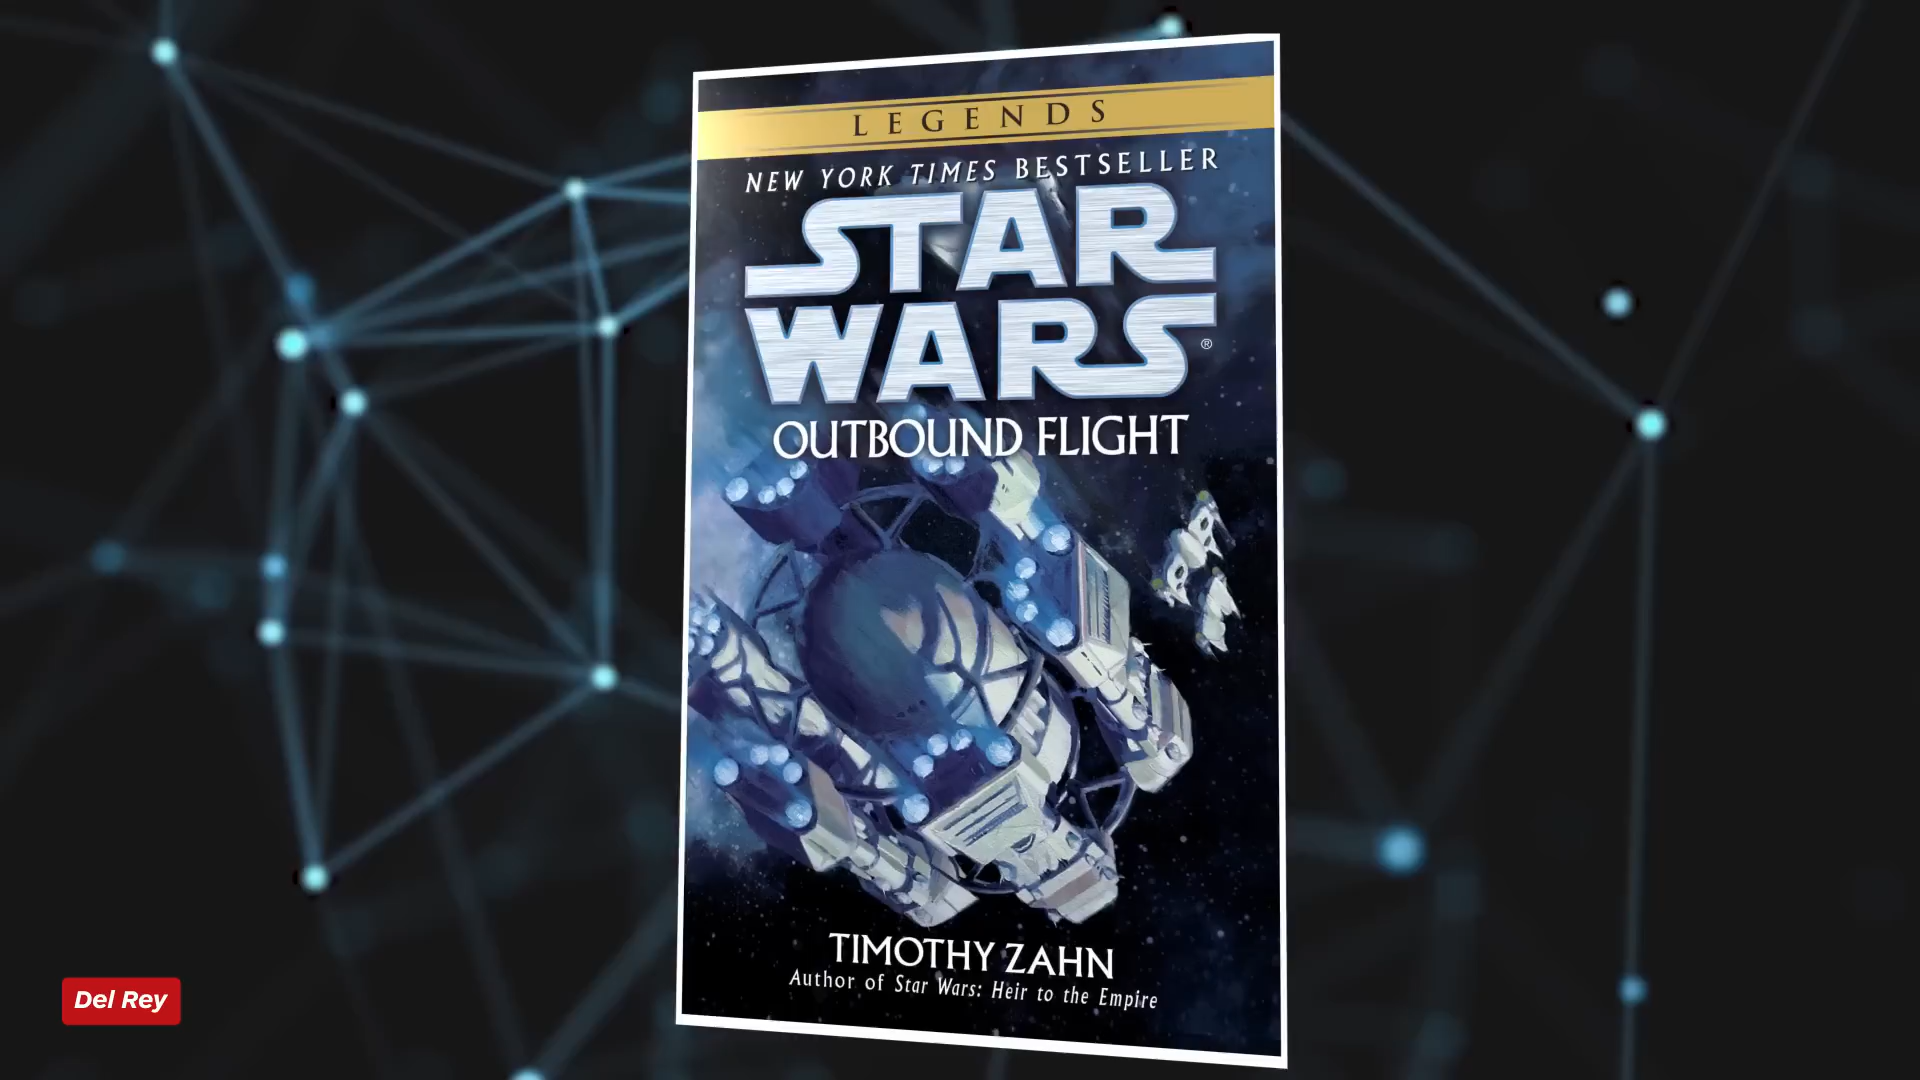 LEGENDS
NEW YORK TIMES BESTSELLER
STAR
WARS®
OUTBOUND FLIGHT
TIMOTHY ZAHN
Author of Star Wars: Heir to the Empire
Del Rey